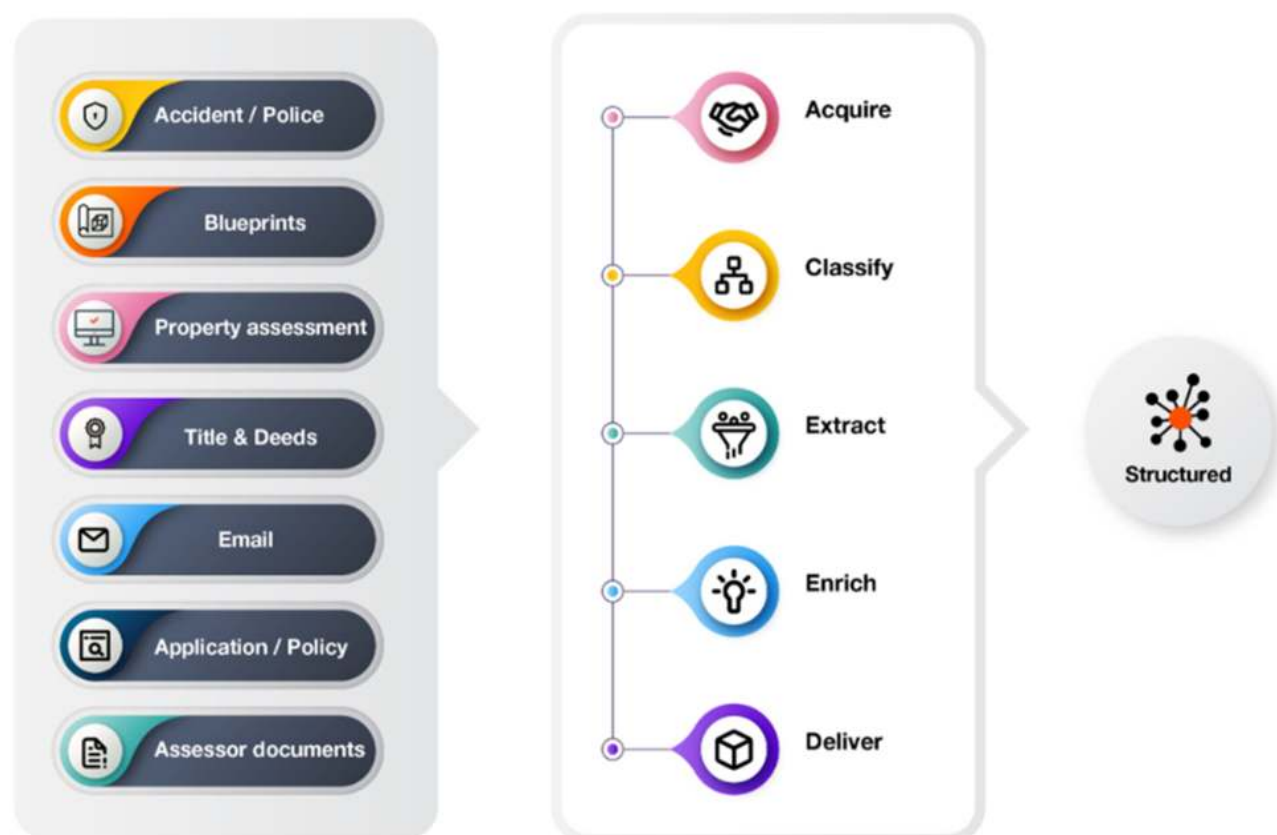 Accident / Police
Blueprints
Property assessment
Title & Deeds
Email
Application / Policy
Assessor documents
Acquire
Classify
Extract
Enrich
Deliver
Structured